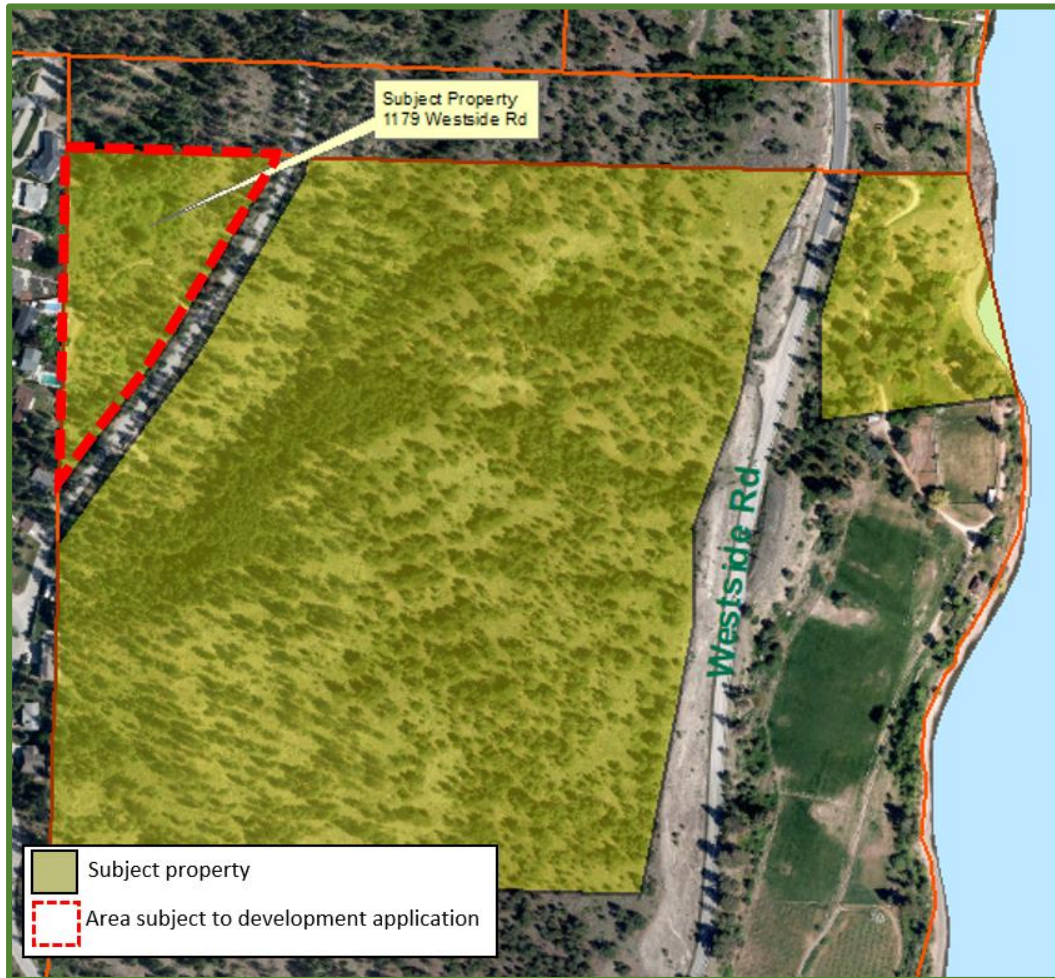 Subject Property
1179 Westside Rd
Westside Rd
Subject property
Area subject to development application